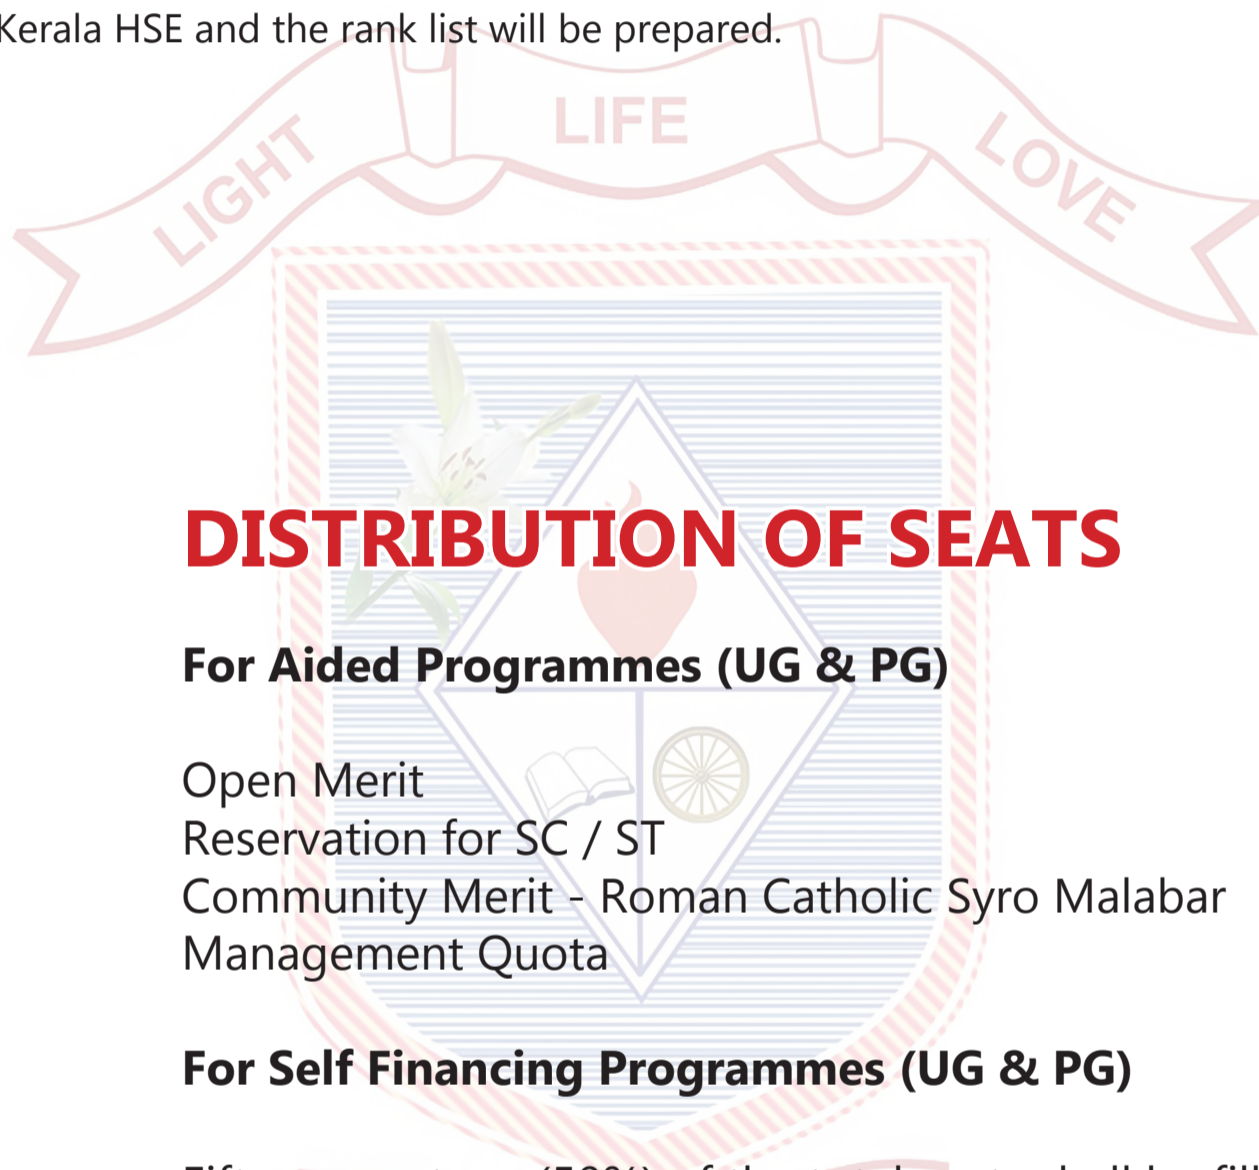 Kerala HSE and the rank list will be prepared.
LIGHT
LIFE
LOVE
DISTRIBUTION OF SEATS
For Aided Programmes (UG & PG)
Open Merit
Reservation for SC / ST
Community Merit - Roman Catholic Syro Malabar
Management Quota
For Self Financing Programmes (UG & PG)